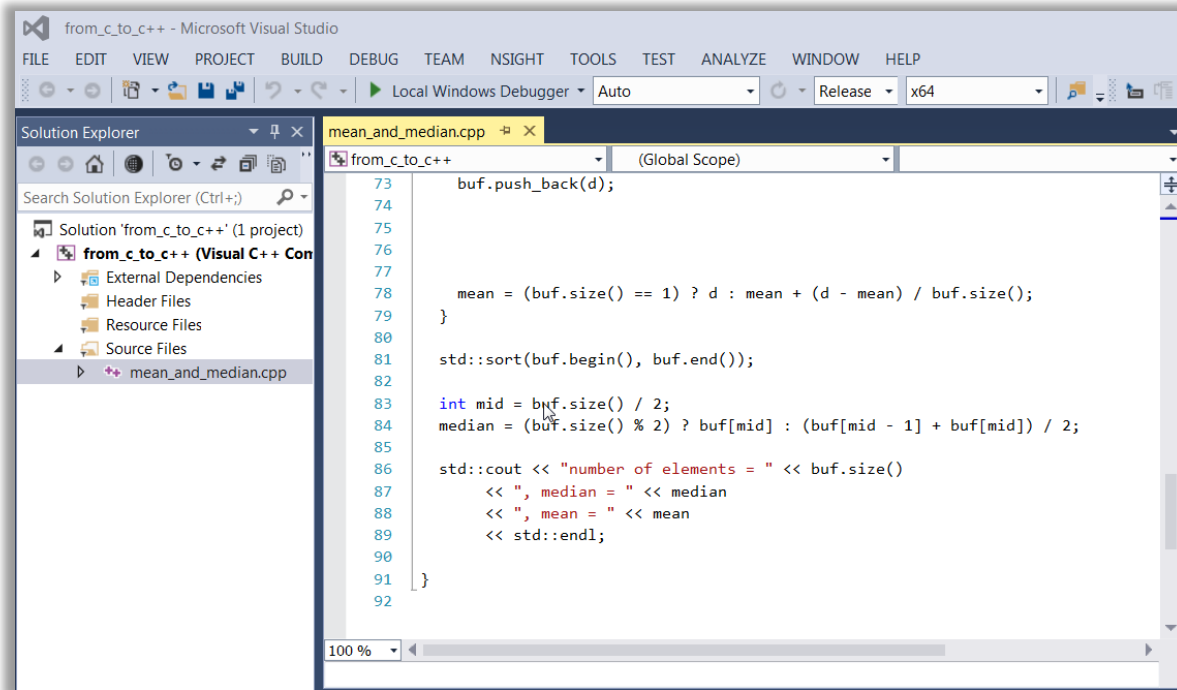 from_c_to_c++ - Microsoft Visual Studio
FILE EDIT VIEW PROJECT BUILD DEBUG TEAM NSIGHT TOOLS TEST ANALYZE WINDOW HELP
Local Windows Debugger Auto Release x64
Solution Explorer
Search Solution Explorer (Ctrl+;)
Solution 'from_c_to_c++' (1 project)
from_c_to_c++ (Visual C++ Com
External Dependencies
Header Files
Resource Files
Source Files
mean_and_median.cpp
mean_and_median.cpp
from_c_to_c++ (Global Scope)
73 buf.push_back(d);
74
75
76
77
78 mean = (buf.size() == 1) ? d : mean + (d - mean) / buf.size();
79 }
80
81 std::sort(buf.begin(), buf.end());
82
83 int mid = buf.size() / 2;
84 median = (buf.size() % 2) ? buf[mid] : (buf[mid - 1] + buf[mid]) / 2;
85
86 std::cout << "number of elements = " << buf.size()
87 << ", median = " << median
88 << ", mean = " << mean
89 << std::endl;
90
91 }
92
100 %